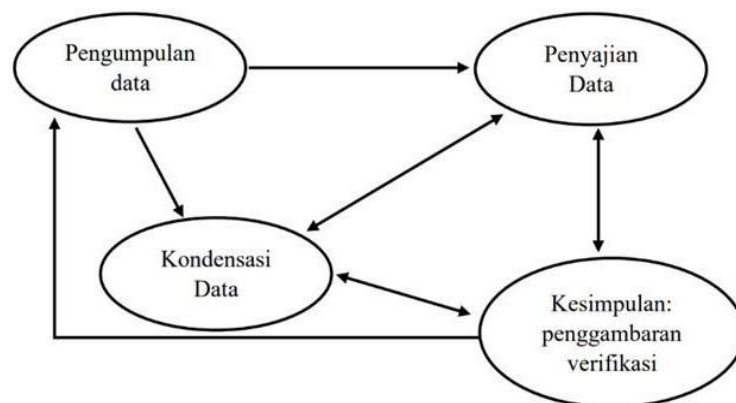 Pengumpulan
data
Penyajian
Data
Kondensasi
Data
Kesimpulan:
penggambaran
verifikasi